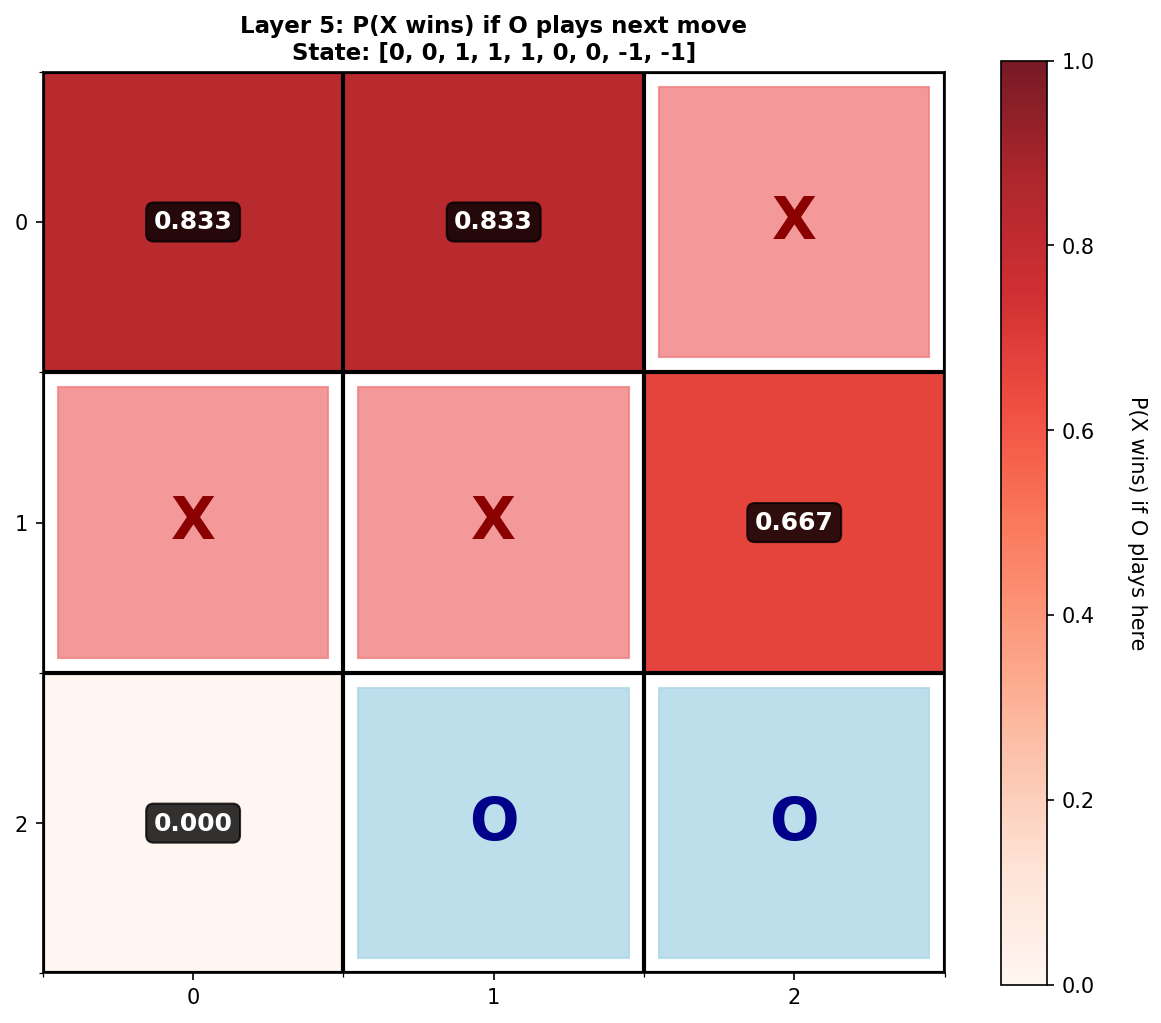 Layer 5: P(X wins) if O plays next move
State: [0, 0, 1, 1, 1, 0, 0, -1, -1]
0
0.833
0.833
X
1
X
X
0.667
2
0.000
O
O
0
1
2
1.0
0.8
0.6
0.4
0.2
0.0
P(X wins) if O plays here